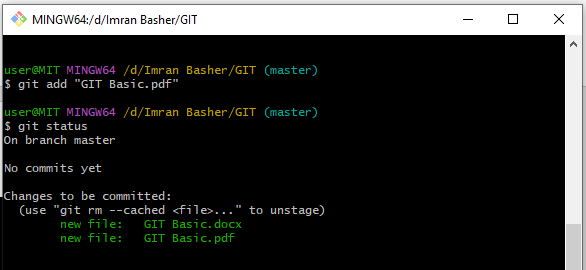 MINGW64:/d/Imran Basher/GIT
user@MIT MINGW64 /d/Imran Basher/GIT (master)
$ git add "GIT Basic.pdf"
user@MIT MINGW64 /d/Imran Basher/GIT (master)
$ git status
On branch master
No commits yet
Changes to be committed:
  (use "git rm --cached <file>..." to unstage)
        new file:   GIT Basic.docx
        new file:   GIT Basic.pdf